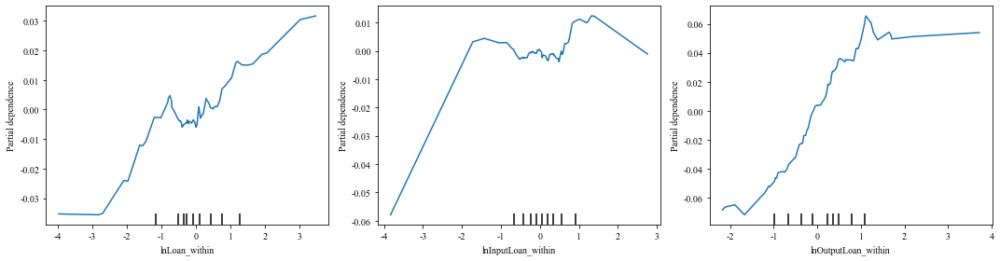 0.03
0.02
0.01
0.00
-0.01
-0.02
-0.03
Partial dependence
-4 -3 -2 -1 0 1 2 3
lnLoan_within
0.01
0.00
-0.01
-0.02
-0.03
-0.04
-0.05
-0.06
Partial dependence
-4 -3 -2 -1 0 1 2 3
lnInputLoan_within
0.06
0.04
0.02
0.00
-0.02
-0.04
-0.06
Partial dependence
-2 -1 0 1 2 3 4
lnOutputLoan_within